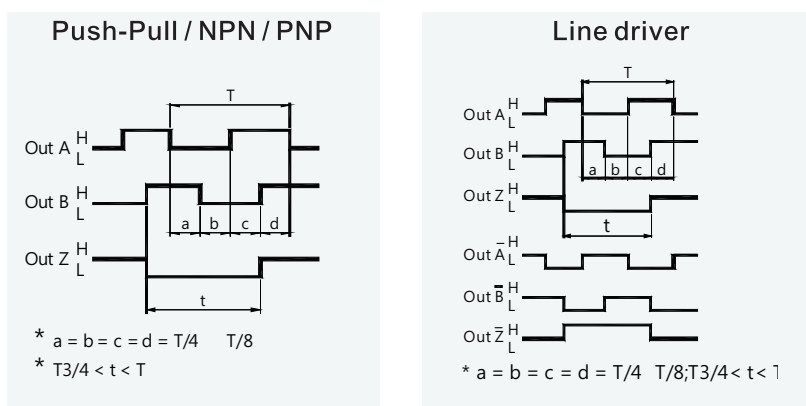 Push-Pull / NPN / PNP
T
Out A H
L
Out B H
L
a b c d
Out Z H
L
t
* a = b = c = d = T/4 T/8
* T3/4 < t < T
Line driver
T
Out A H
L
Out B H
L
a b c d
Out Z H
L
t
Out A̅ H
L
Out B̅ H
L
Out Z̅ H
L
* a = b = c = d = T/4 T/8;T3/4< t<